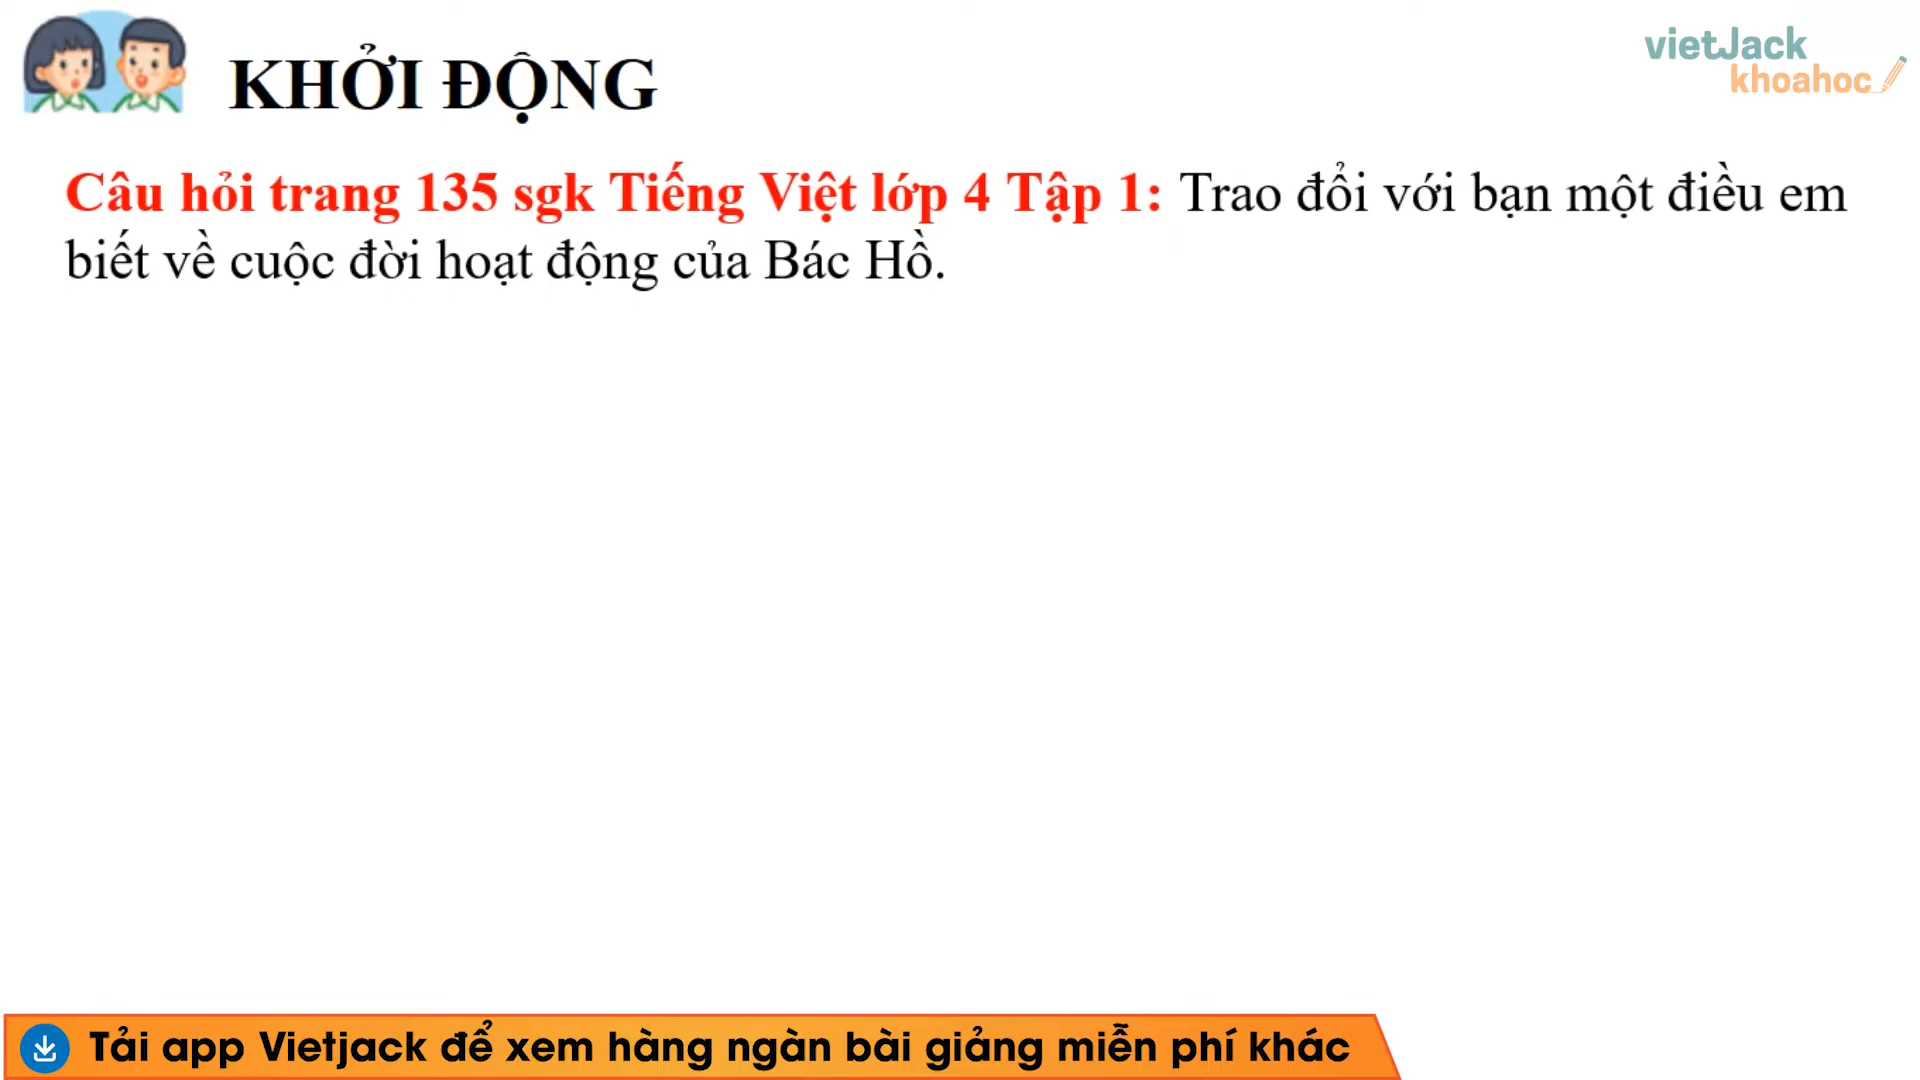 KHỞI ĐỘNG
vietJack
khoahoc
Câu hỏi trang 135 sgk Tiếng Việt lớp 4 Tập 1: Trao đổi với bạn một điều em
biết về cuộc đời hoạt động của Bác Hồ.
Tải app Vietjack để xem hàng ngàn bài giảng miễn phí khác